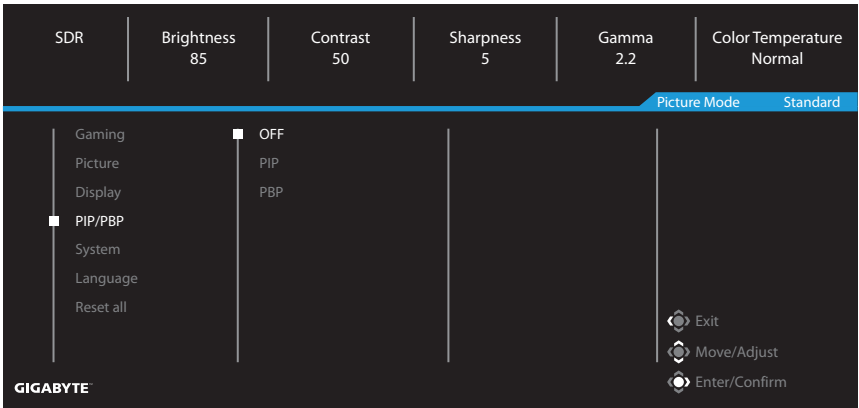 SDR
Brightness
85
Contrast
50
Sharpness
5
Gamma
2.2
Color Temperature
Normal
Picture Mode Standard
Gaming
Picture
Display
PIP/PBP
System
Language
Reset all
OFF
PIP
PBP
Exit
Move/Adjust
Enter/Confirm
GIGABYTE™